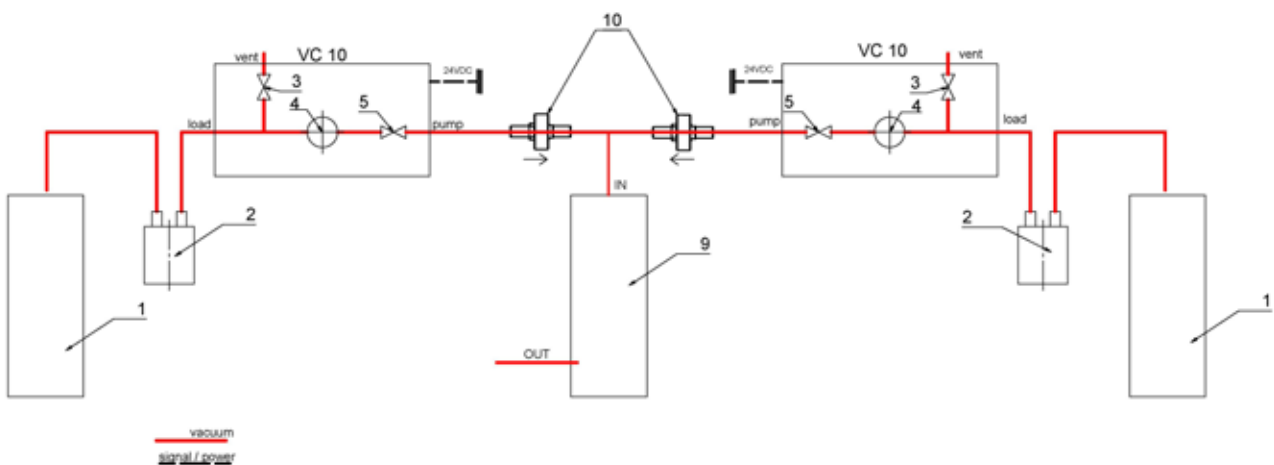 10
vent
VC 10
24VDC
3
4
5
load
pump
VC 10
vent
24VDC
3
5
4
pump
load
IN
2
9
2
1
1
OUT
vacuum
signal / power